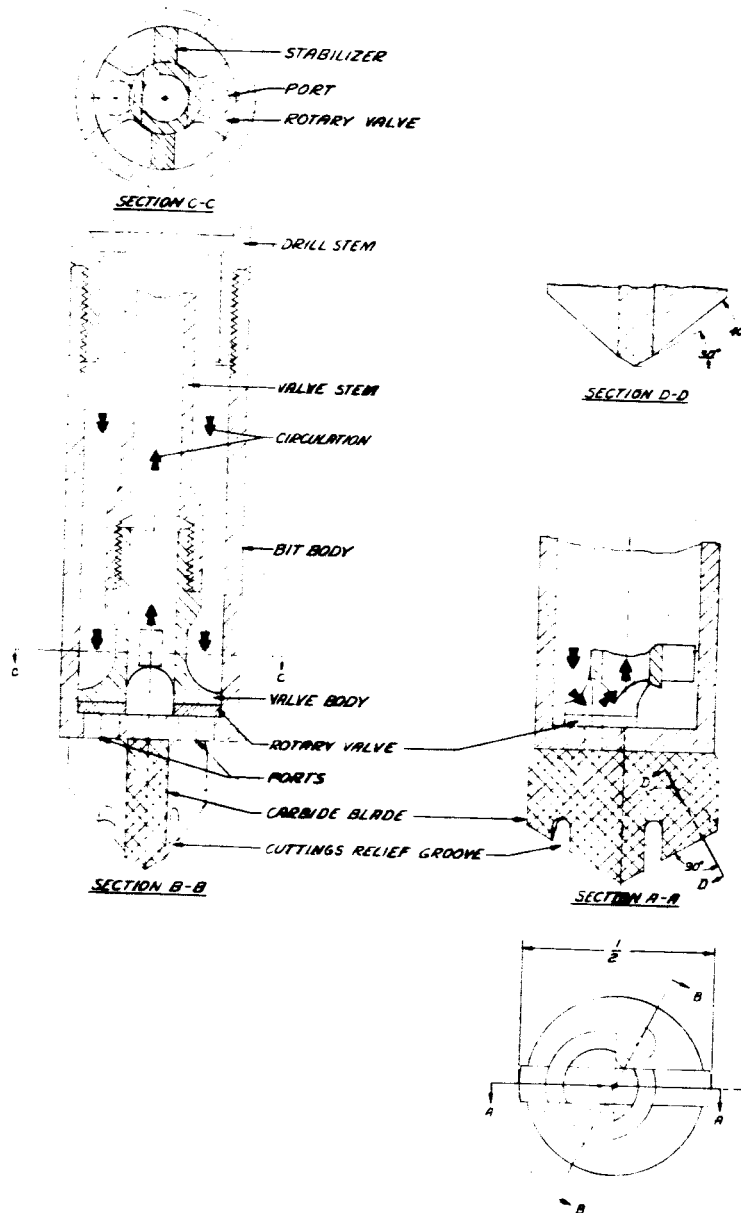 STABILIZER
PORT
ROTARY VALVE
SECTION C-C
DRILL STEM
VALVE STEM
CIRCULATION
BIT BODY
C
C
VALVE BODY
ROTARY VALVE
PORTS
CARBIDE BLADE
CUTTINGS RELIEF GROOVE
SECTION B-B
30°
SECTION D-D
D
90°
D
SECTION A-A
1/2
B
A
A
B